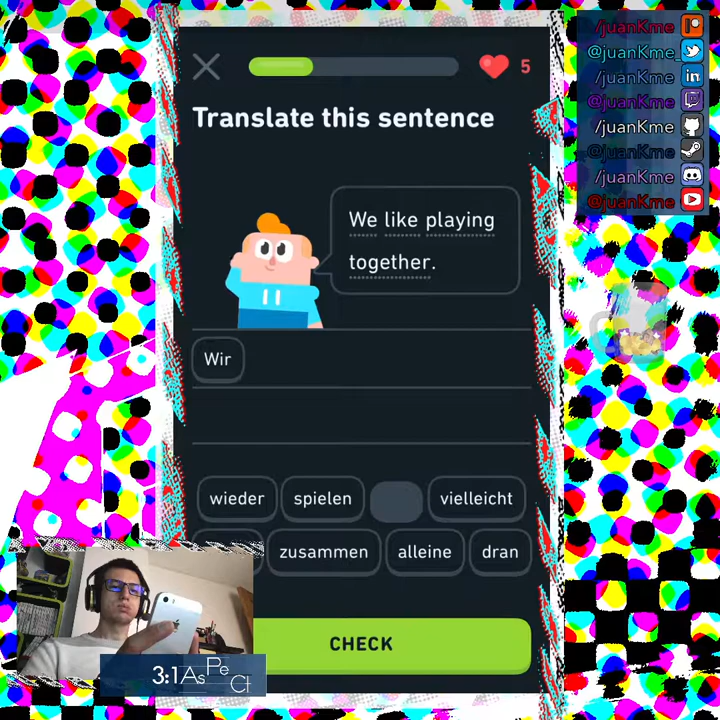 5
Translate this sentence
We like playing
together.
Wir
wieder spielen vielleicht
zusammen alleine dran
CHECK
/juanKme
@juanKme_
/juanKme
@juanKme
/juanKme
@juanKme
/juanKme
@juanKme
3:1AsPeCt